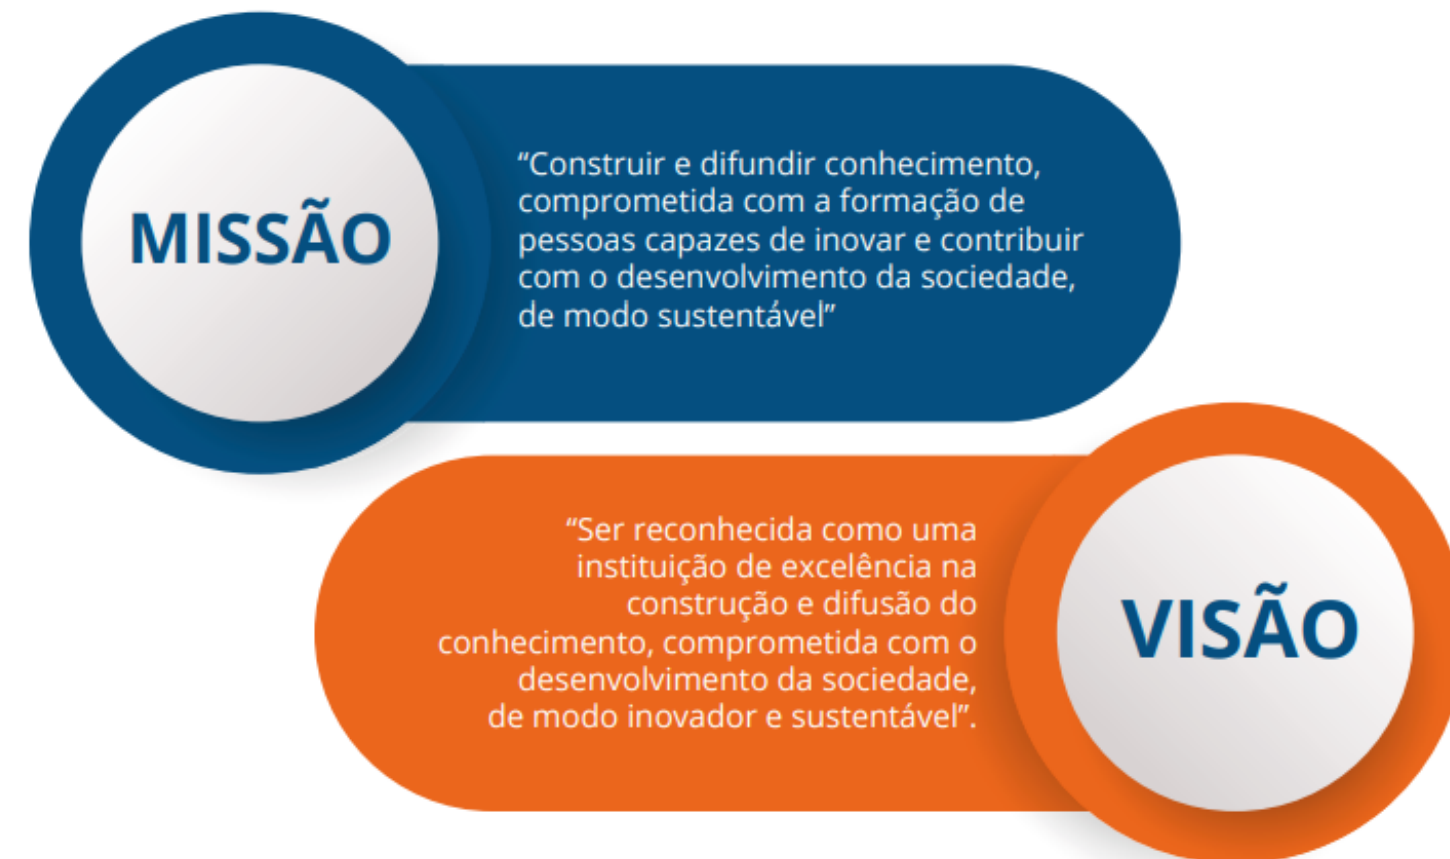 MISSÃO
“Construir e difundir conhecimento,
comprometida com a formação de
pessoas capazes de inovar e contribuir
com o desenvolvimento da sociedade,
de modo sustentável”
“Ser reconhecida como uma
instituição de excelência na
construção e difusão do
conhecimento, comprometida com o
desenvolvimento da sociedade,
de modo inovador e sustentável”.
VISÃO